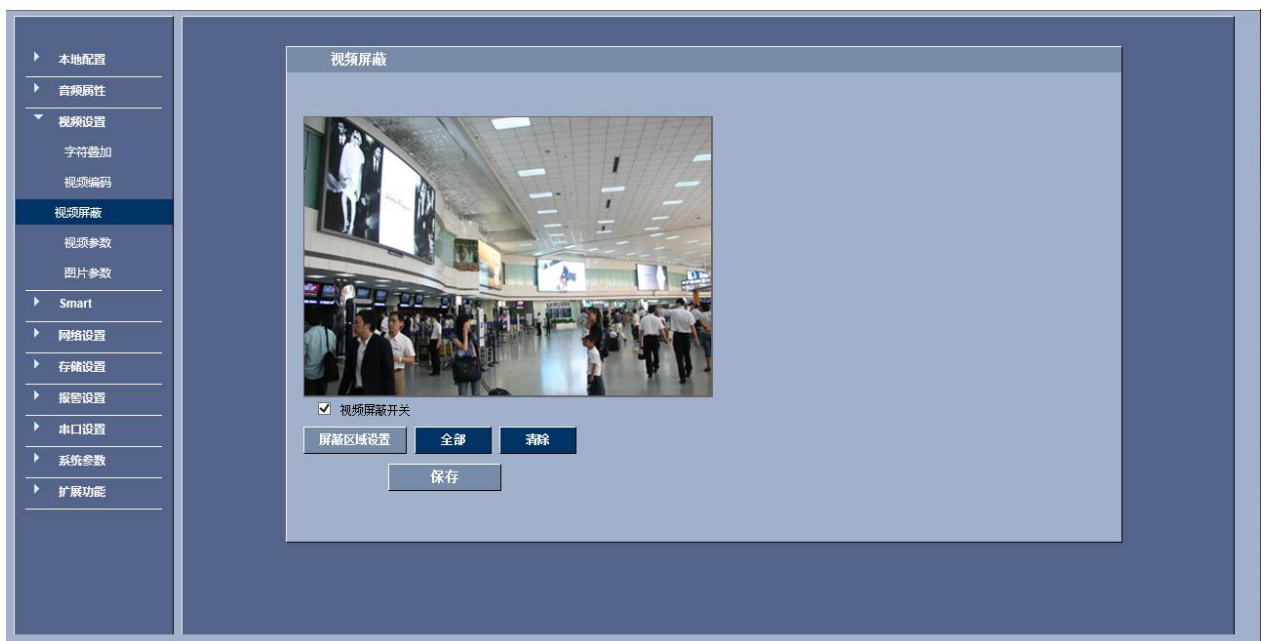 本地配置
音频属性
视频设置
字符叠加
视频编码
视频屏蔽
视频参数
图片参数
Smart
网络设置
存储设置
报警设置
串口设置
系统参数
扩展功能
视频屏蔽
视频屏蔽开关
屏蔽区域设置 全部 清除
保存